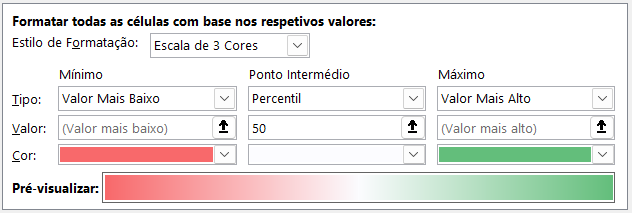 Formatar todas as células com base nos respetivos valores:
Estilo de Formatação: Escala de 3 Cores
Mínimo Ponto Intermédio Máximo
Tipo: Valor Mais Baixo Percentil Valor Mais Alto
Valor: (Valor mais baixo) 50 (Valor mais alto)
Cor:
Pré-visualizar: